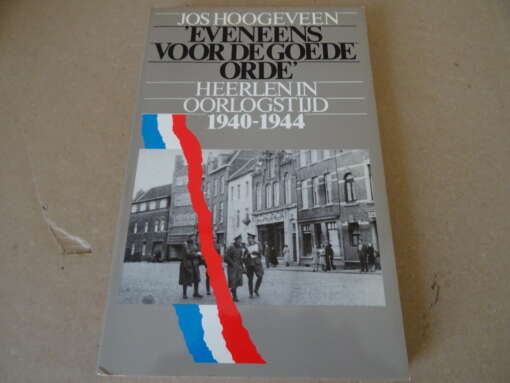 JOS HOOGEVEEN
'EVENEENS
VOOR DE GOEDE
ORDE'
HEERLEN IN
OORLOGSTIJD
1940-1944